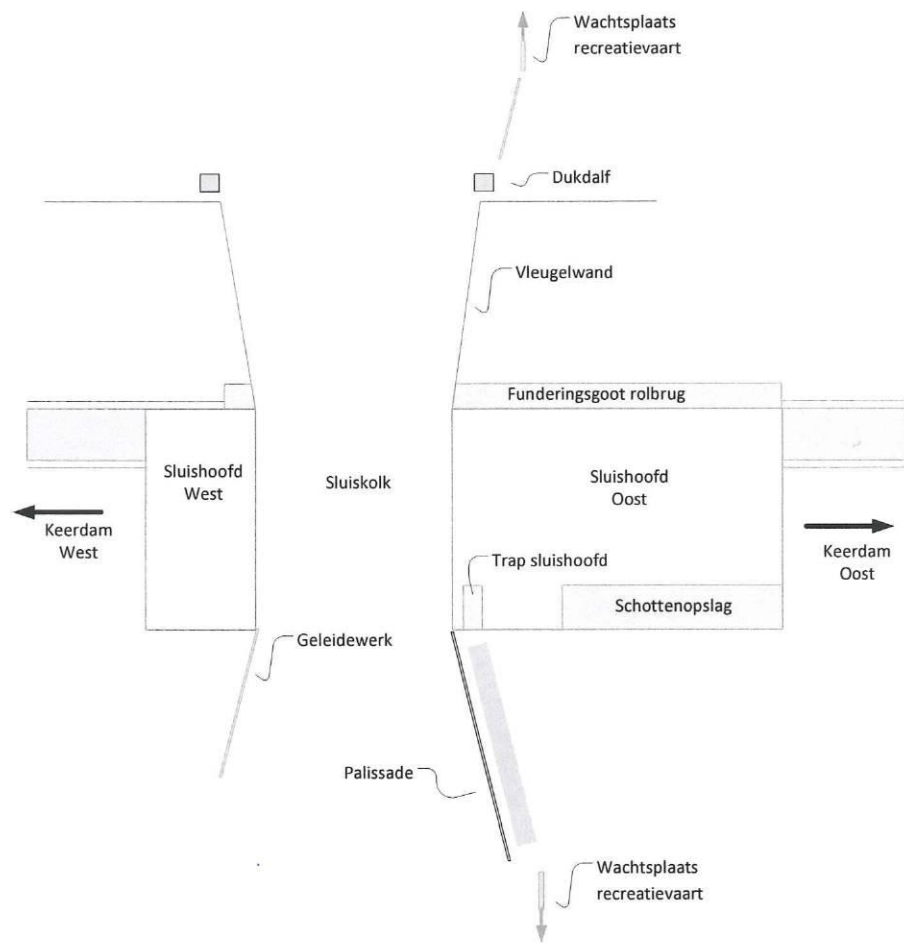 Wachtsplaats
recreatievaart
Dukdalf
Vleugelwand
Funderingsgoot rolbrug
Sluishoofd
West
Sluiskolk
Sluishoofd
Oost
Keerdam
West
Keerdam
Oost
Trap sluishoofd
Schottenopslag
Geleidewerk
Palissade
Wachtsplaats
recreatievaart